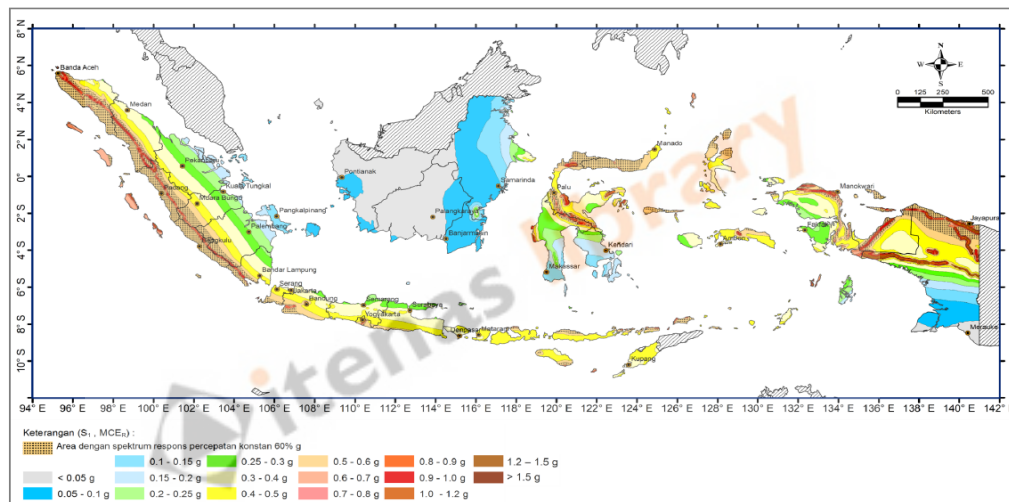 8° N
6° N
4° N
2° N
0°
2° S
4° S
6° S
8° S
10° S
N
W E
S
0 125 250 500
Kilometers
Banda Aceh
Medan
Manado
Pekanbaru
Pontianak
Samarinda
Palu
Manokwari
Padang
Kuala Tungkal
Muara Bungo
Pangkalpinang
Palangkaraya
Jayapura
Palembang
Bengkulu
Banjarmasin
Kendari
Ambon
Bandar Lampung
Makassar
Serang
Jakarta
Bandung
Semarang
Surabaya
Yogyakarta
Denpasar
Mataram
Merauke
Kupang
itenas library
94° E 96° E 98° E 100° E 102° E 104° E 106° E 108° E 110° E 112° E 114° E 116° E 118° E 120° E 122° E 124° E 126° E 128° E 130° E 132° E 134° E 136° E 138° E 140° E 142° E
Keterangan (S₁ , MCEᵣ) :
Area dengan spektrum respons percepatan konstan 60% g
0.1 - 0.15 g 0.25 - 0.3 g 0.5 - 0.6 g 0.8 - 0.9 g 1.2 – 1.5 g
< 0.05 g 0.15 - 0.2 g 0.3 - 0.4 g 0.6 - 0.7 g 0.9 - 1.0 g > 1.5 g
0.05 - 0.1 g 0.2 - 0.25 g 0.4 - 0.5 g 0.7 - 0.8 g 1.0 - 1.2 g